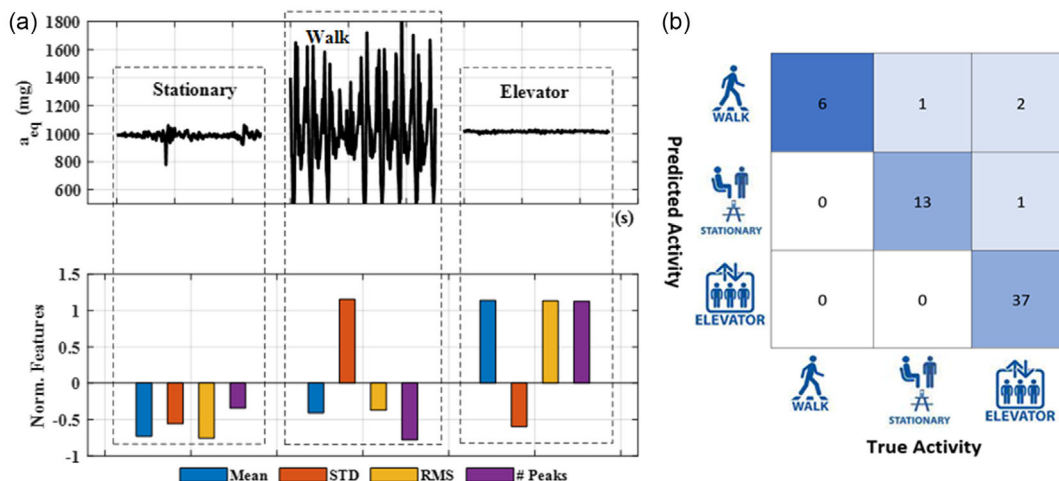 (a)
1800
1600
1400
1200
1000
800
600
a_eq (mg)
Stationary
Walk
Elevator
(s)
1.5
1
0.5
0
-0.5
-1
Norm. Features
Mean
STD
RMS
# Peaks
(b)
Predicted Activity
WALK
6
1
2
STATIONARY
0
13
1
ELEVATOR
0
0
37
WALK
STATIONARY
ELEVATOR
True Activity